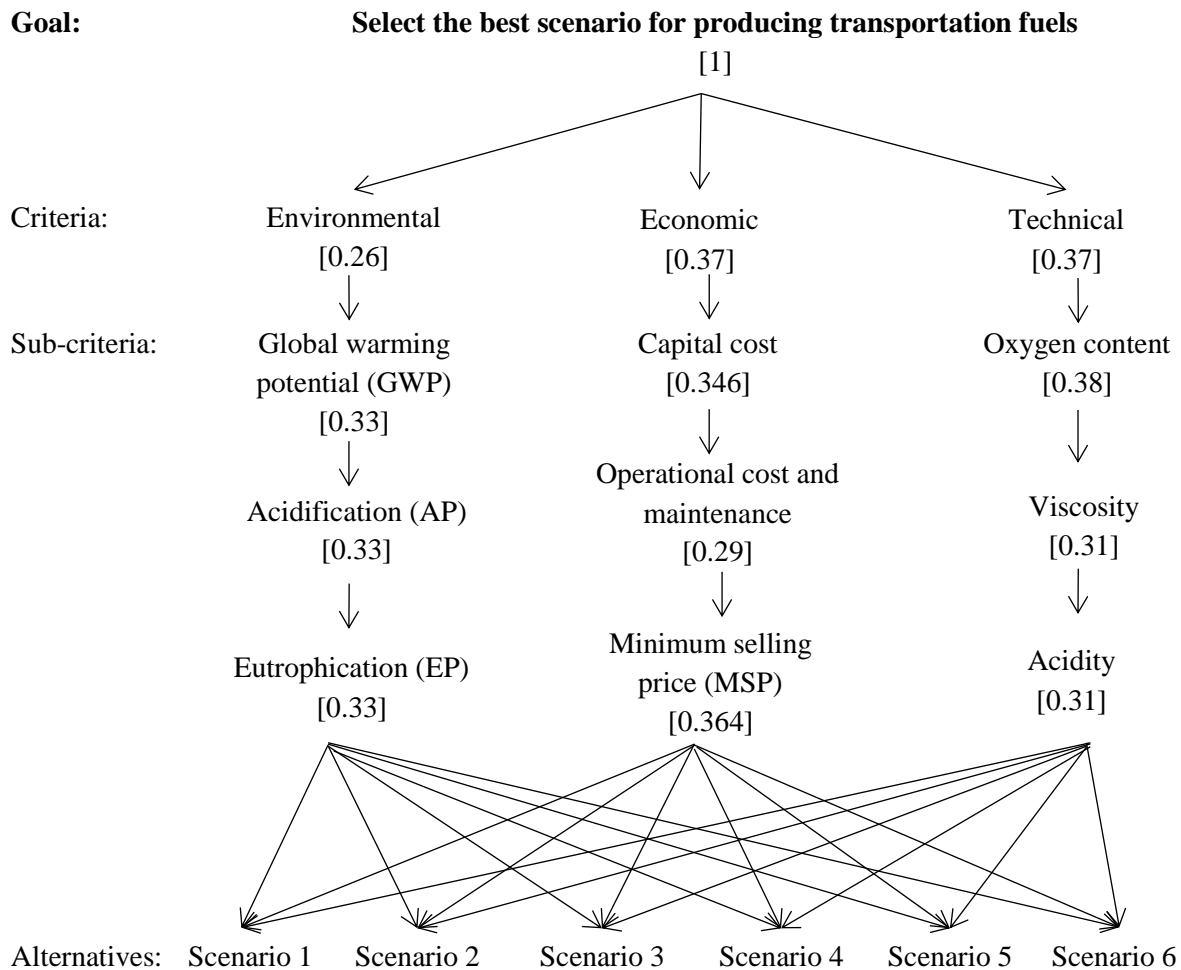 Goal: Select the best scenario for producing transportation fuels
[1]
Criteria: Environmental Economic Technical
[0.26] [0.37] [0.37]
Sub-criteria: Global warming Capital cost Oxygen content
potential (GWP) [0.346] [0.38]
[0.33]
Operational cost and
Acidification (AP) maintenance Viscosity
[0.33] [0.29] [0.31]
Minimum selling
Eutrophication (EP) price (MSP) Acidity
[0.33] [0.364] [0.31]
Alternatives: Scenario 1 Scenario 2 Scenario 3 Scenario 4 Scenario 5 Scenario 6